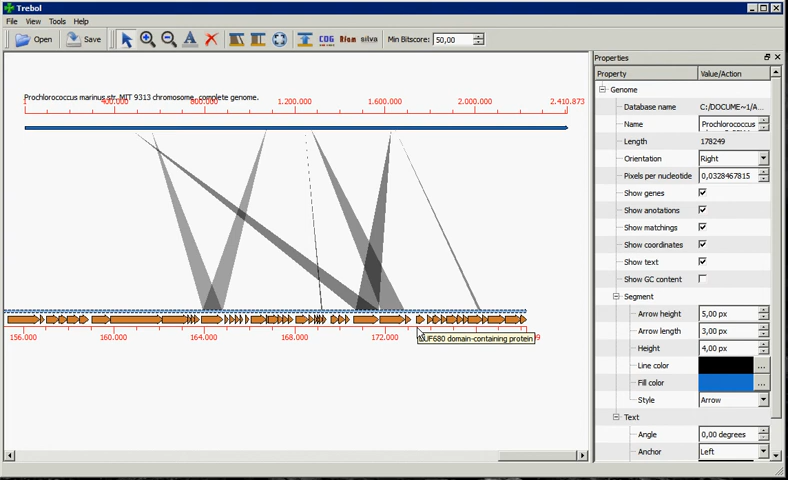 Trebol
File View Tools Help
Open Save A COG Rfam silva Min Bitscore: 50,00
Prochlorococcus marinus str. MIT 9313 chromosome, complete genome.
1 400.000 800.000 1.200.000 1.600.000 2.000.000 2.410.873
156.000 160.000 164.000 168.000 172.000
DUF680 domain-containing protein
Properties
Property Value/Action
Genome
Database name C:/DOCUME~1/A...
Name Prochlorococcus
Length 178249
Orientation Right
Pixels per nucleotide 0,0328467815
Show genes
Show anotations
Show matchings
Show coordinates
Show text
Show GC content
Segment
Arrow height 5,00 px
Arrow length 3,00 px
Height 4,00 px
Line color ...
Fill color ...
Style Arrow
Text
Angle 0,00 degrees
Anchor Left